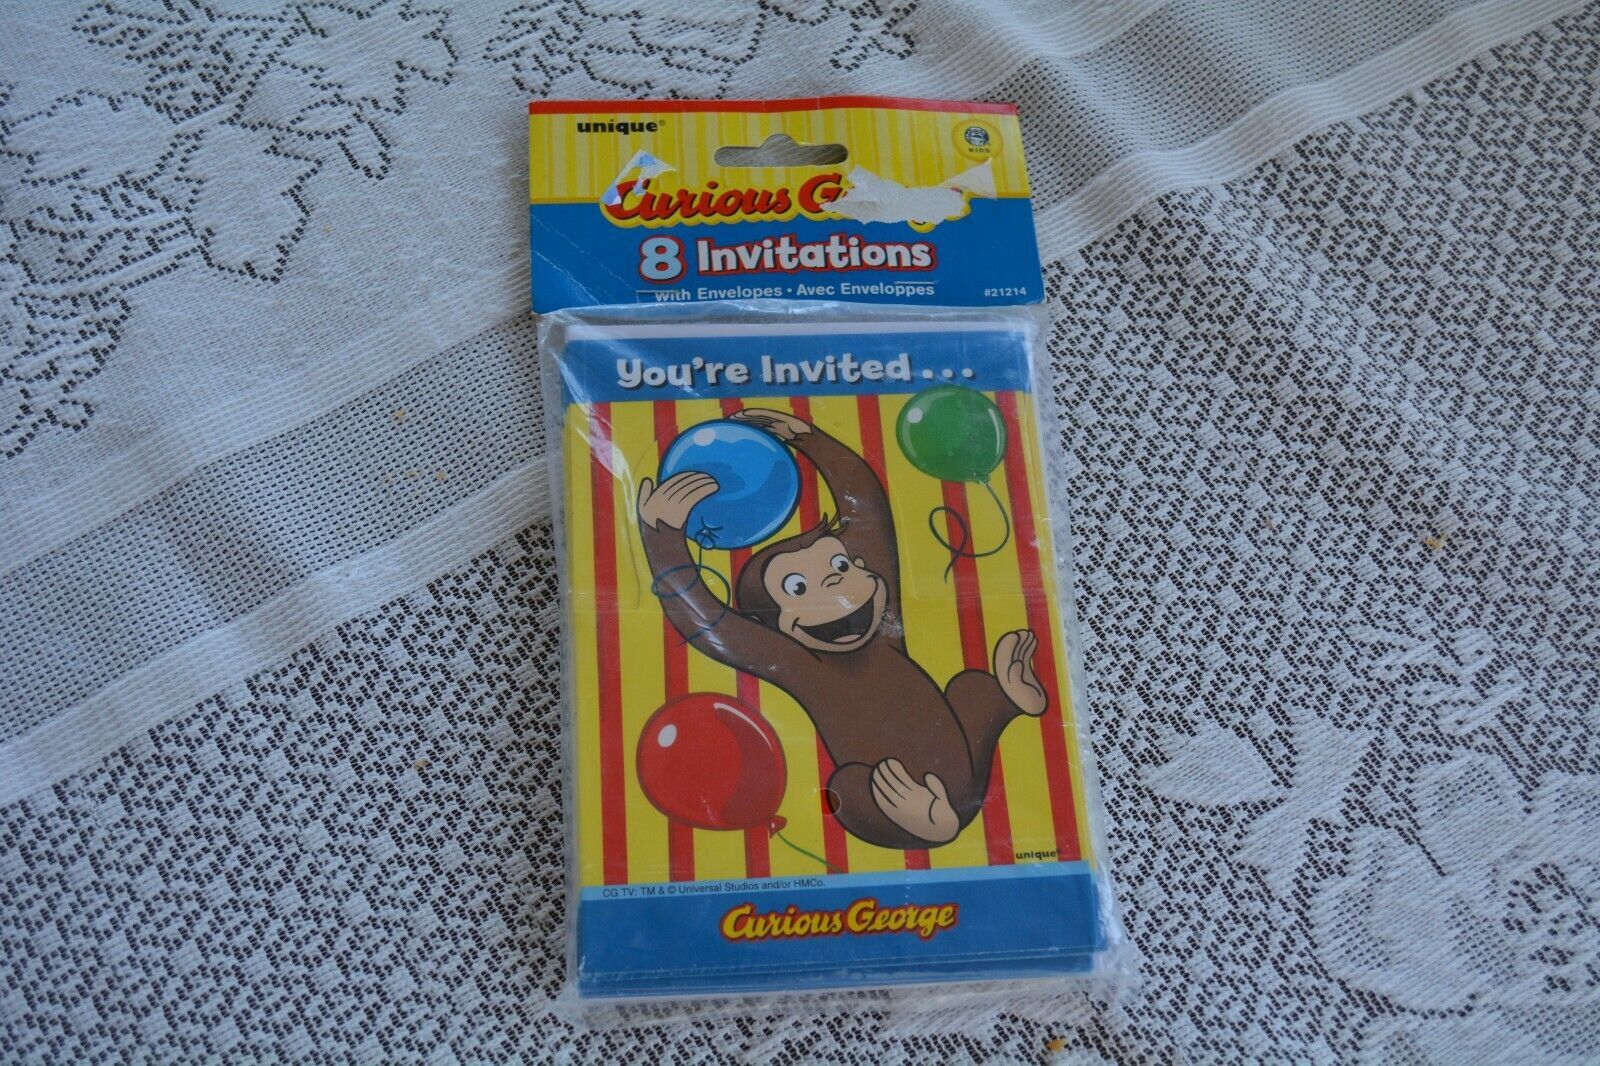 unique®
KIDS
Curious
8 Invitations
with Envelopes • Avec Enveloppes #21214
You're Invited...
unique®
CG TV: TM & © Universal Studios and/or HMCo.
Curious George